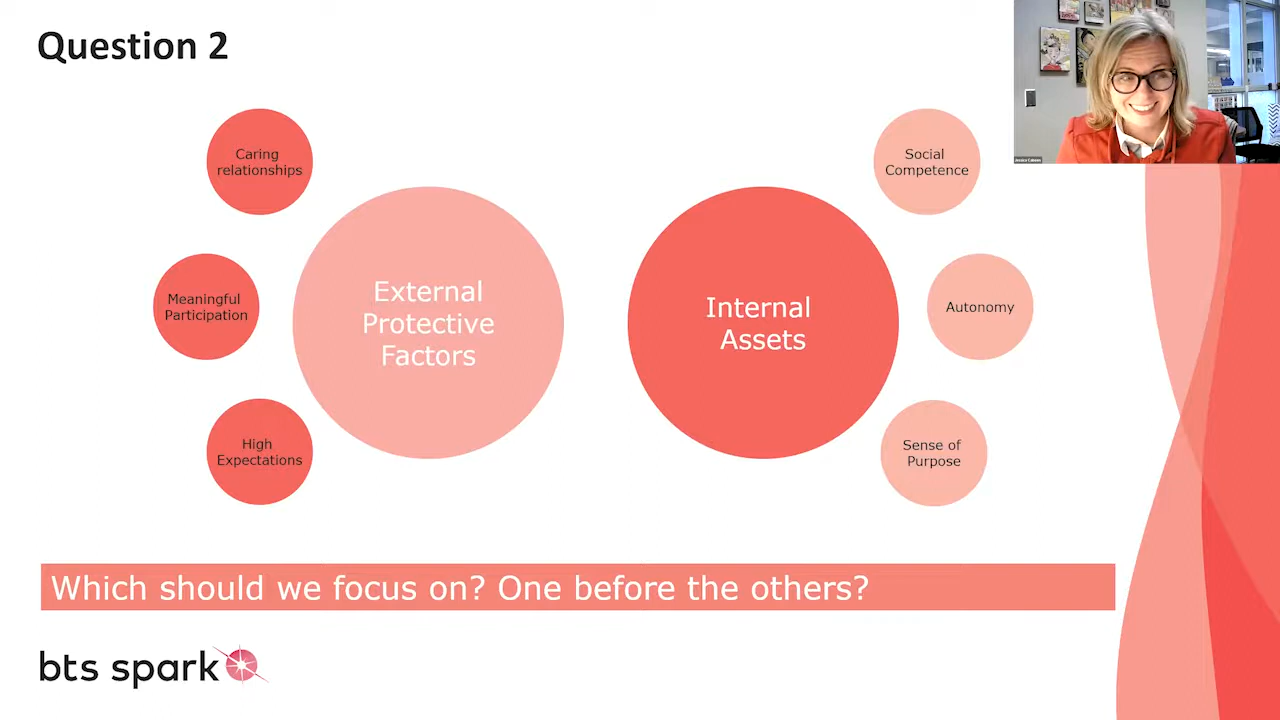 Question 2
Caring
relationships
Meaningful
Participation
High
Expectations
External
Protective
Factors
Internal
Assets
Social
Competence
Autonomy
Sense of
Purpose
Which should we focus on? One before the others?
bts spark